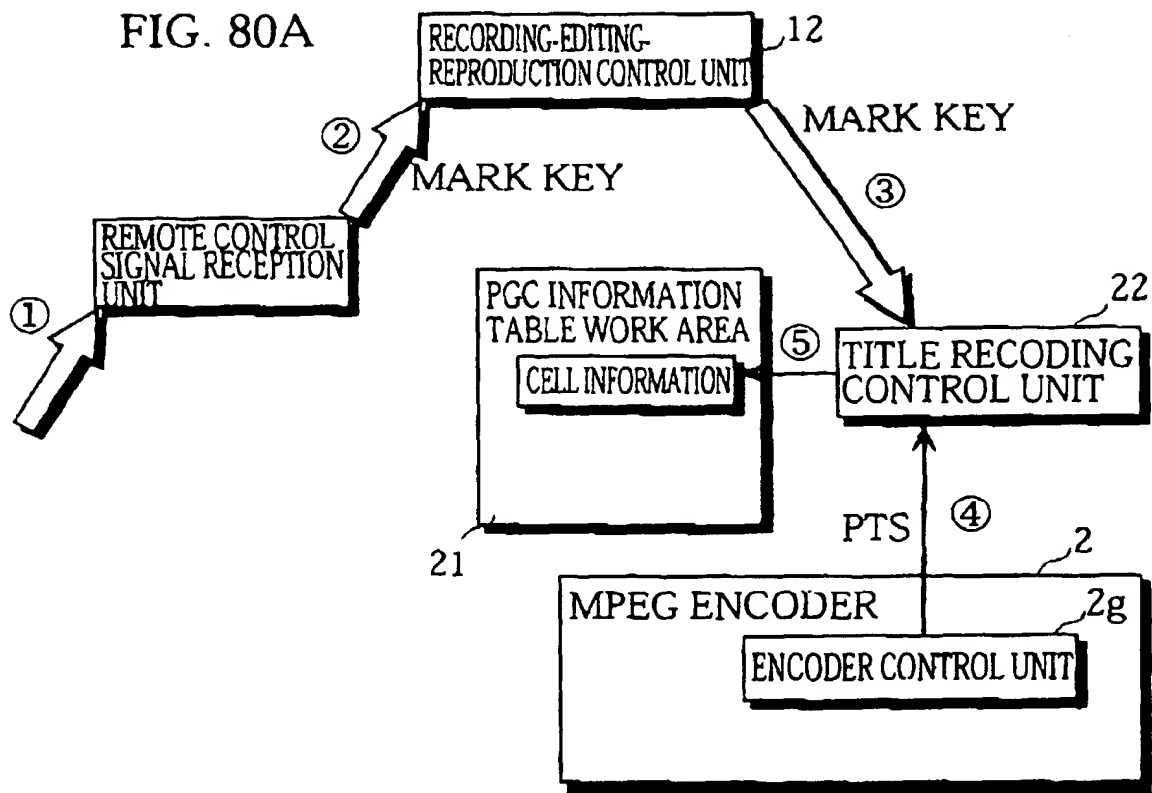 FIG. 80A
RECORDING-EDITING-
REPRODUCTION CONTROL UNIT
12
②
MARK KEY
MARK KEY
③
REMOTE CONTROL
SIGNAL RECEPTION
UNIT
①
PGC INFORMATION
TABLE WORK AREA
CELL INFORMATION
21
⑤
22
TITLE RECODING
CONTROL UNIT
PTS
④
2
MPEG ENCODER
2g
ENCODER CONTROL UNIT